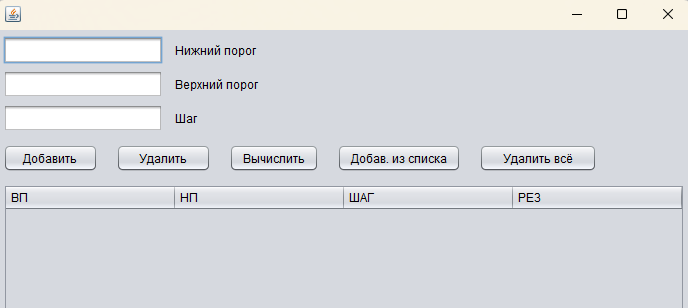 Нижний порог
Верхний порог
Шаг
Добавить Удалить Вычислить Добав. из списка Удалить всё
ВП НП ШАГ РЕЗ